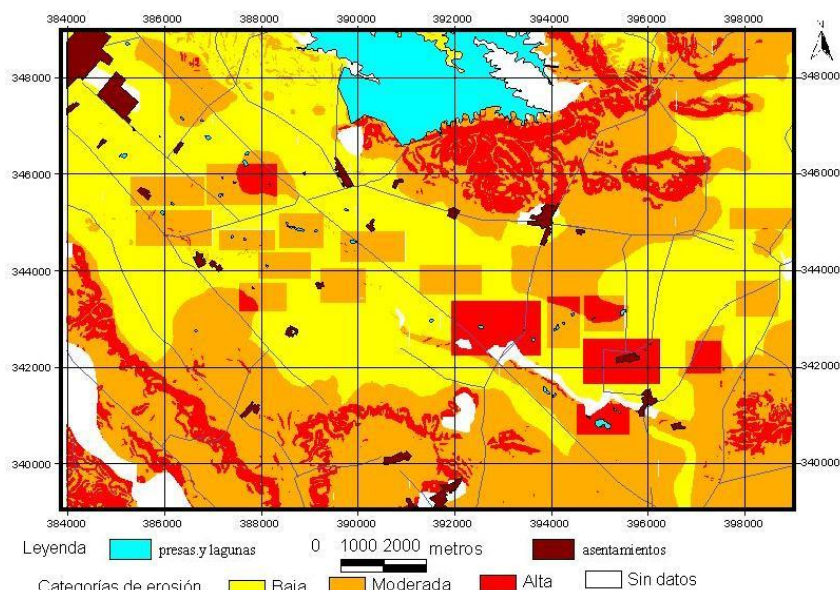 384000 386000 388000 390000 392000 394000 396000 398000
348000 348000
346000 346000
344000 344000
342000 342000
340000 340000
384000 386000 388000 390000 392000 394000 396000 398000
Leyenda presas.y lagunas 0 1000 2000 metros asentamientos
Categorías de erosión Baja Moderada Alta Sin datos